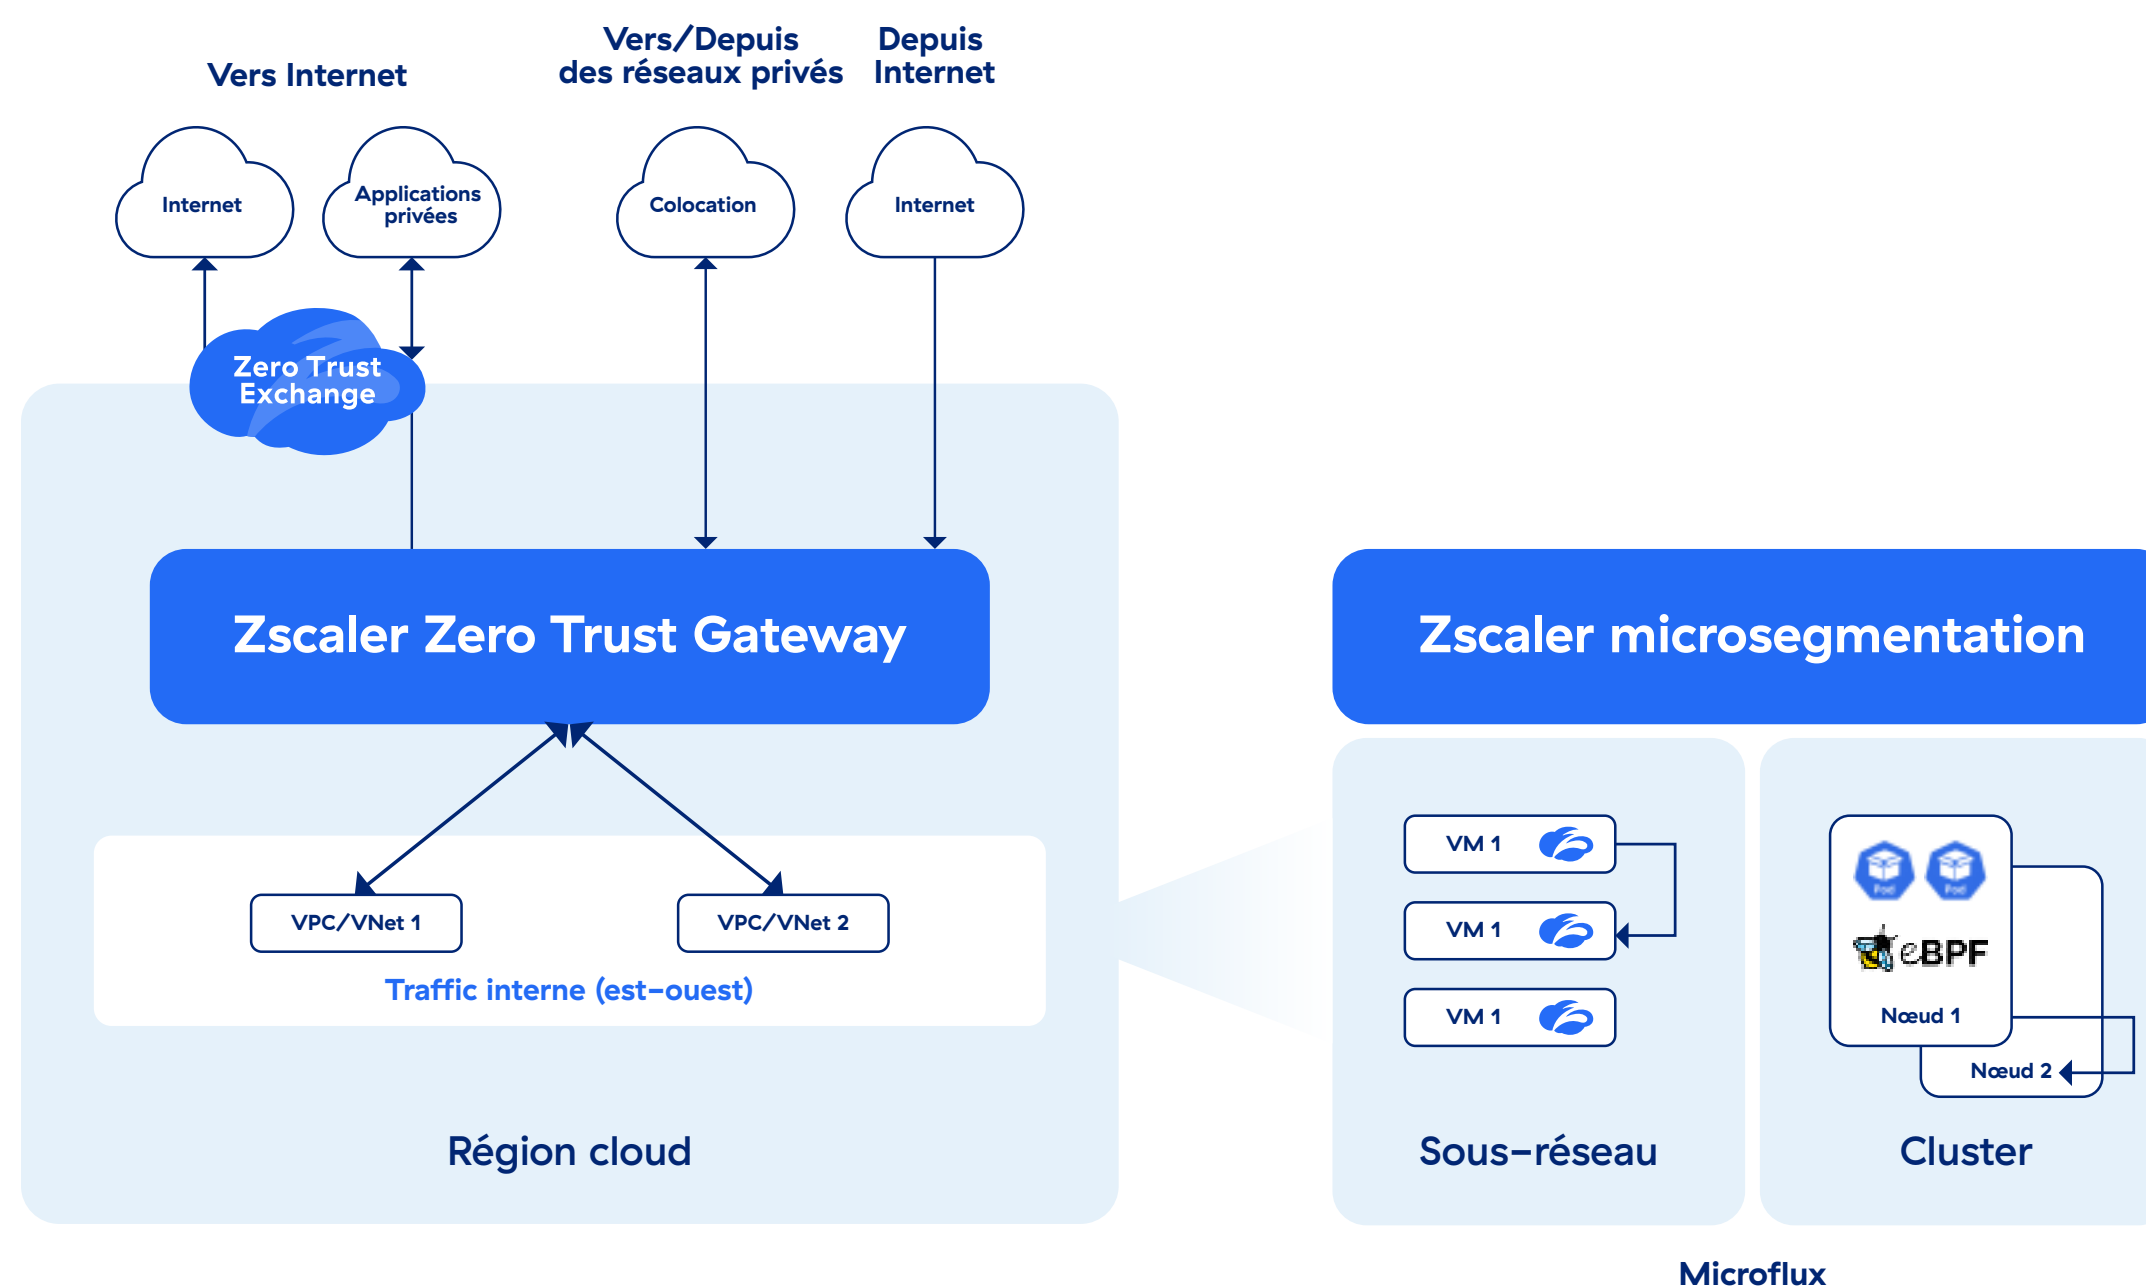 Vers Internet
Vers/Depuis
des réseaux privés
Depuis
Internet
Internet
Applications
privées
Colocation
Internet
Zero Trust
Exchange
Zscaler Zero Trust Gateway
VPC/VNet 1
VPC/VNet 2
Traffic interne (est-ouest)
Région cloud
Zscaler microsegmentation
VM 1
VM 1
VM 1
Sous-réseau
Pod
Pod
eBPF
Nœud 1
Nœud 2
Cluster
Microflux